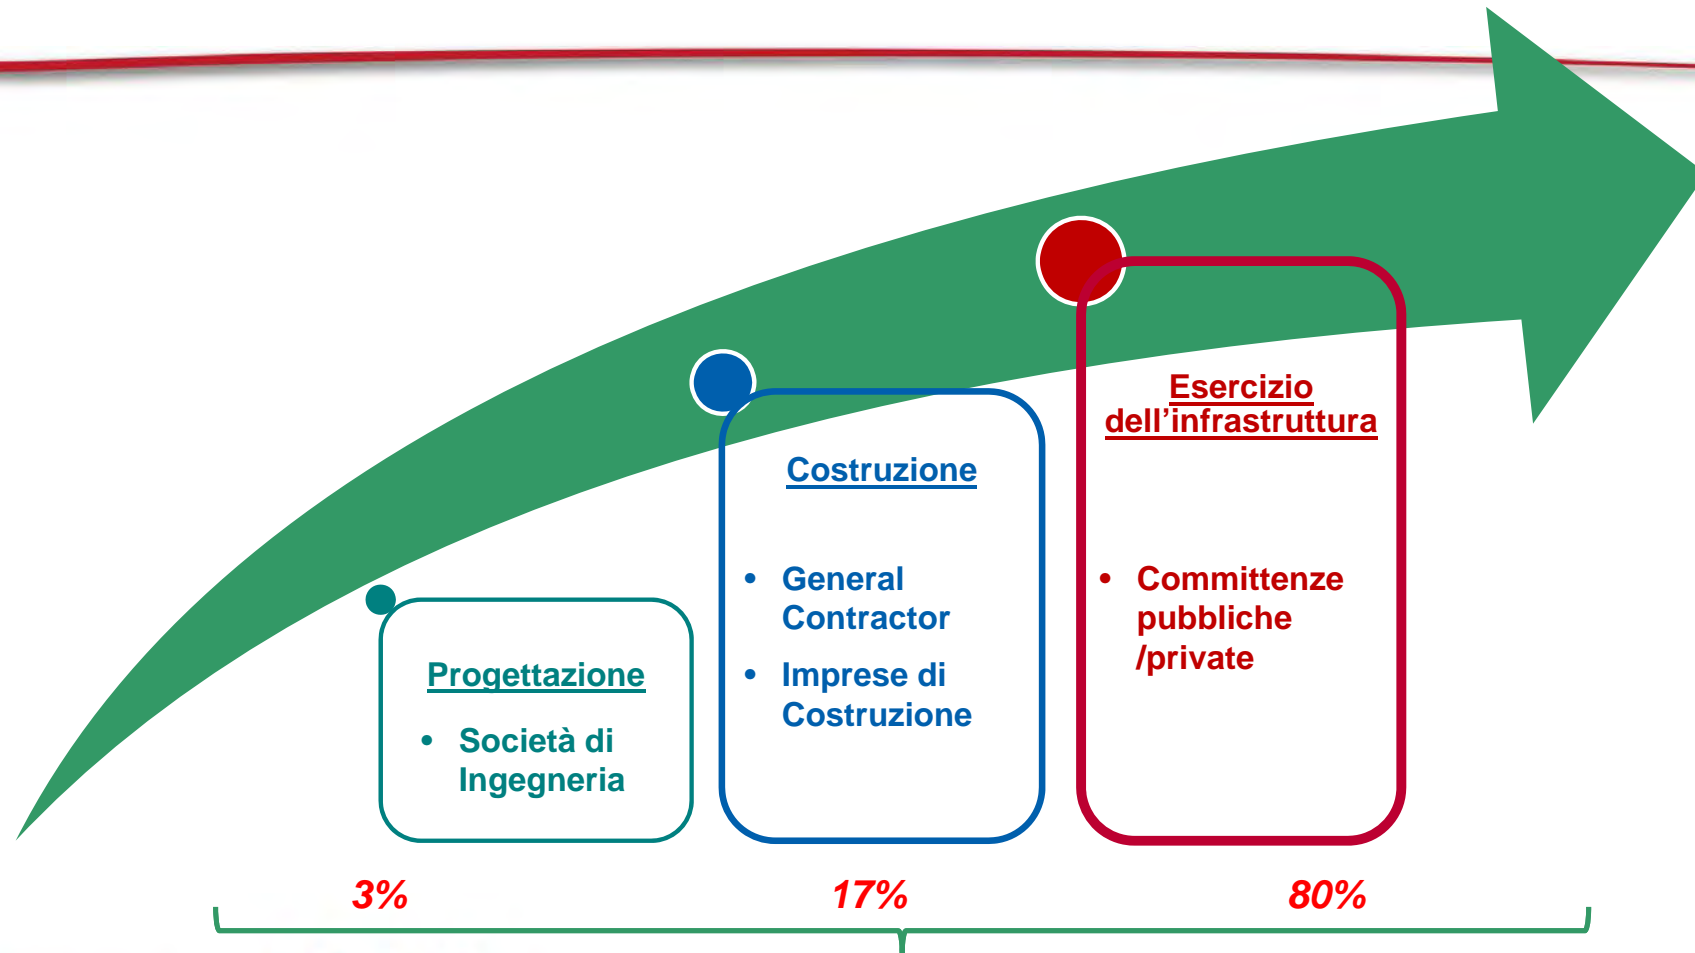 Progettazione
• Società di
Ingegneria
Costruzione
• General
Contractor
• Imprese di
Costruzione
Esercizio
dell’infrastruttura
• Committenze
pubbliche
/private
3%
17%
80%